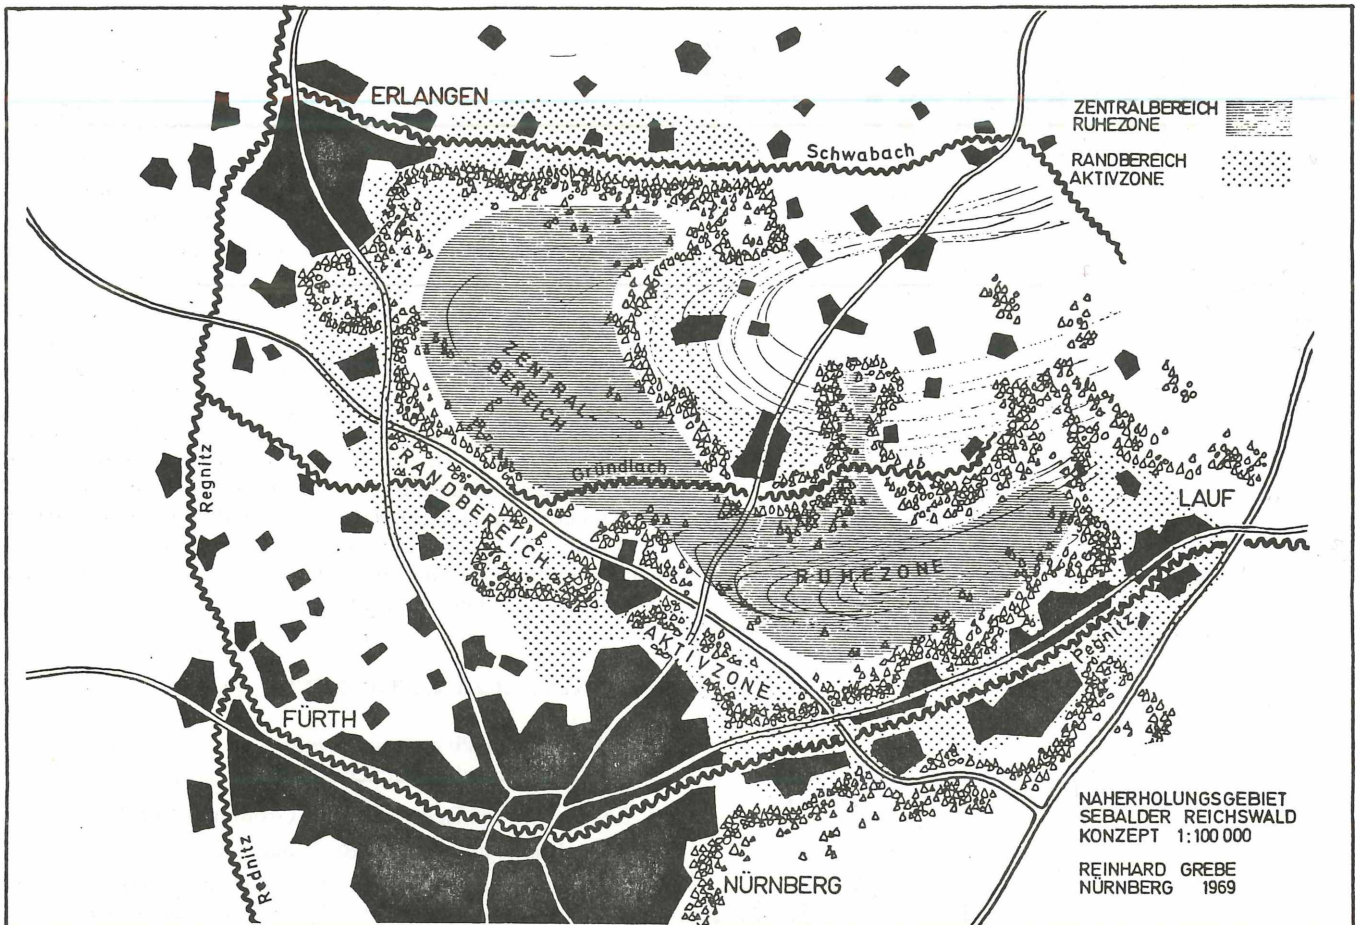 ERLANGEN
Schwabach
ZENTRALBEREICH
RUHEZONE
RANDBEREICH
AKTIVZONE
ZENTRAL-
BEREICH
Gründlach
Regnitz
RANDBEREICH
LAUF
RUHEZONE
AKTIVZONE
Pegnitz
FÜRTH
Rednitz
NÜRNBERG
NAHERHOLUNGSGEBIET
SEBALDER REICHSWALD
KONZEPT 1:100 000
REINHARD GREBE
NÜRNBERG 1969